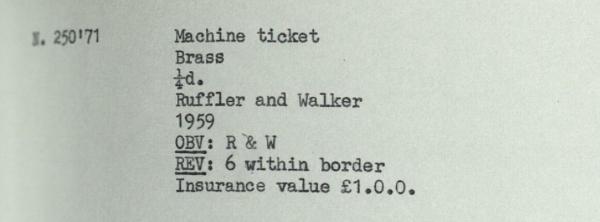 N. 250'71 Machine ticket
Brass
¼d.
Ruffler and Walker
1959
OBV: R & W
REV: 6 within border
Insurance value £1.0.0.